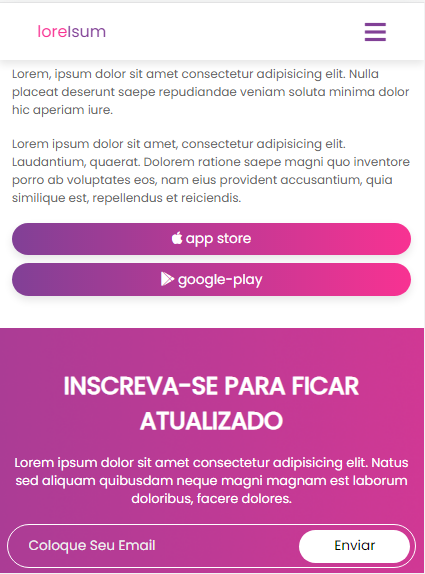 loreIsum
Lorem, ipsum dolor sit amet consectetur adipisicing elit. Nulla
placeat deserunt saepe repudiandae veniam soluta minima dolor
hic aperiam iure.
Lorem ipsum dolor sit amet, consectetur adipisicing elit.
Laudantium, quaerat. Dolorem ratione saepe magni quo inventore
porro ab voluptates eos, nam eius provident accusantium, quia
similique est, repellendus et reiciendis.
app store
google-play
INSCREVA-SE PARA FICAR
ATUALIZADO
Lorem ipsum dolor sit amet consectetur adipisicing elit. Natus
sed aliquam quibusdam neque magni magnam est laborum
doloribus, facere dolores.
Coloque Seu Email
Enviar